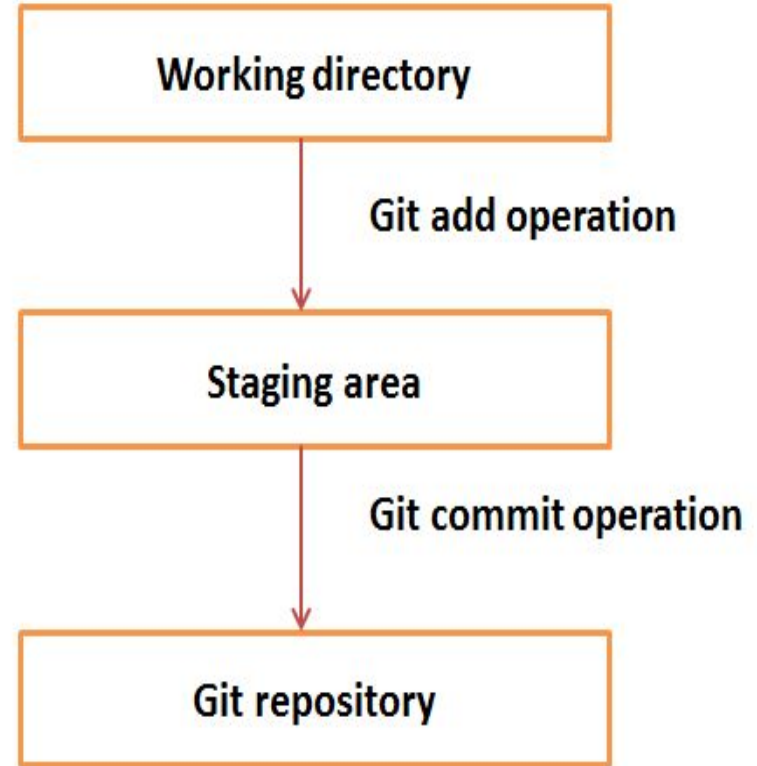 Working directory
Git add operation
Staging area
Git commit operation
Git repository